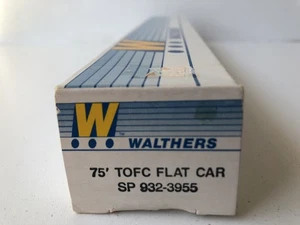 W
WALTHERS
75' TOFC FLAT CAR
SP 932-3955